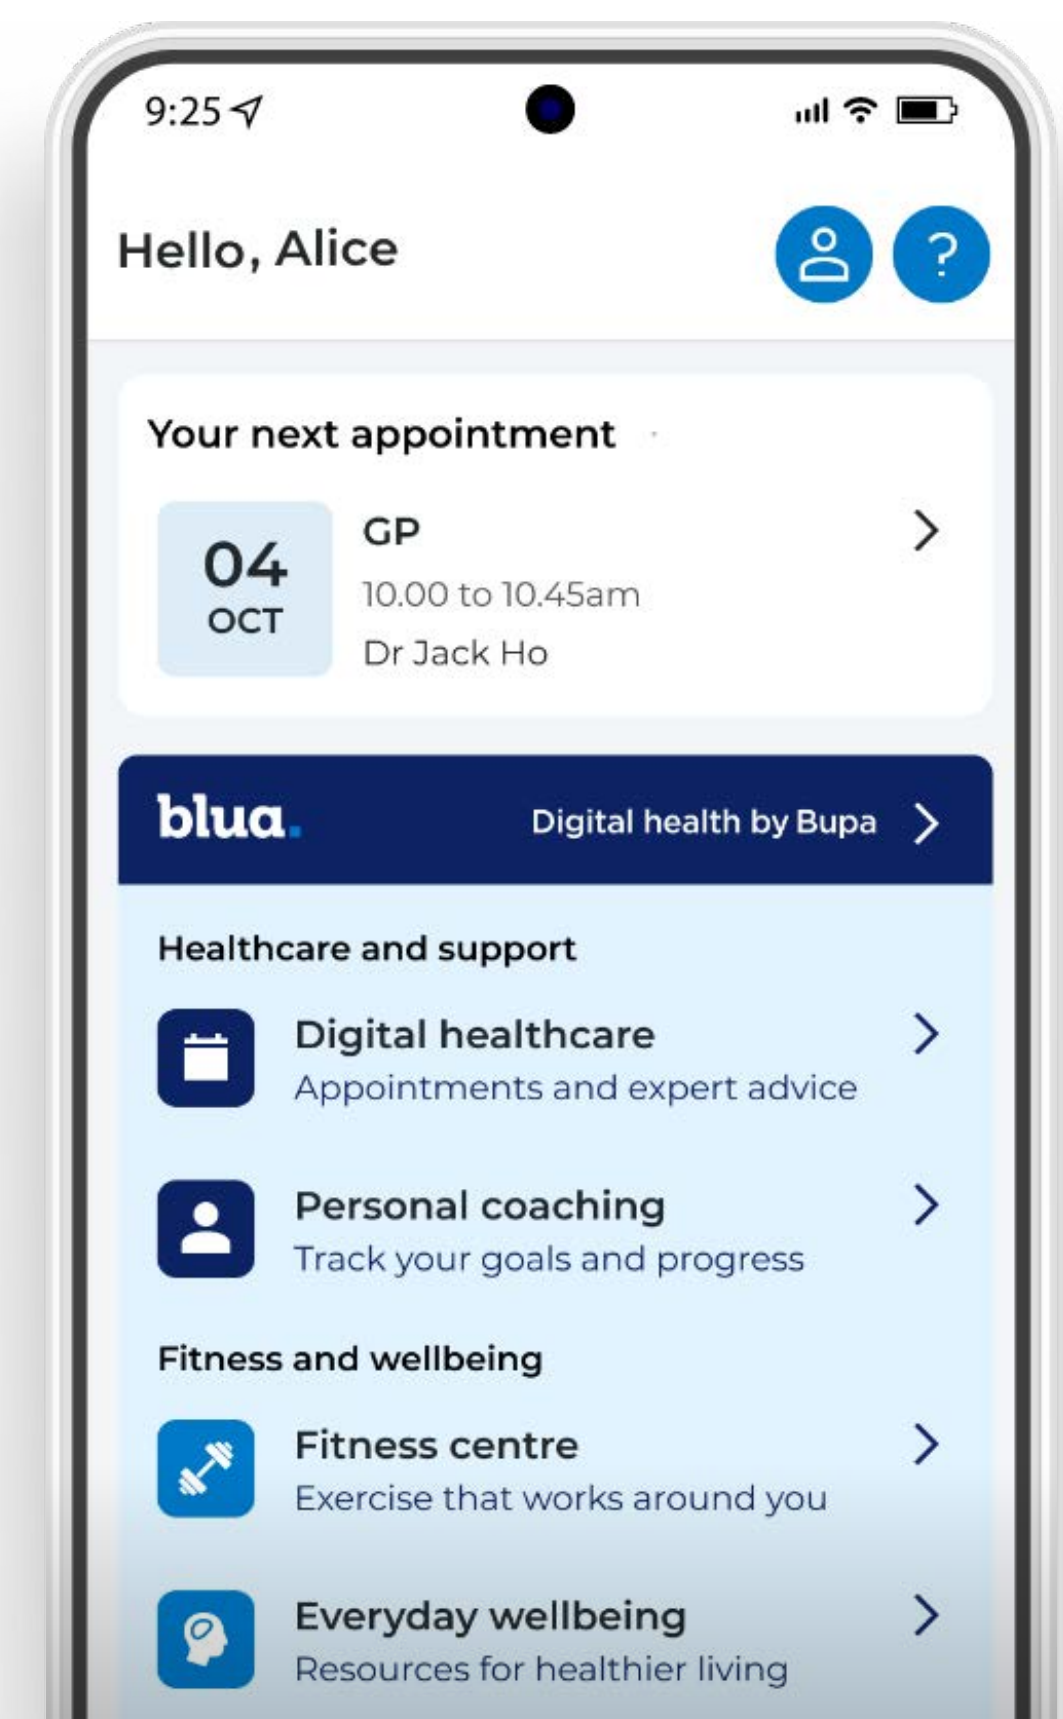 9:25
Hello, Alice
?
Your next appointment
04
OCT
GP
10.00 to 10.45am
Dr Jack Ho
blua.
Digital health by Bupa
Healthcare and support
Digital healthcare
Appointments and expert advice
Personal coaching
Track your goals and progress
Fitness and wellbeing
Fitness centre
Exercise that works around you
Everyday wellbeing
Resources for healthier living